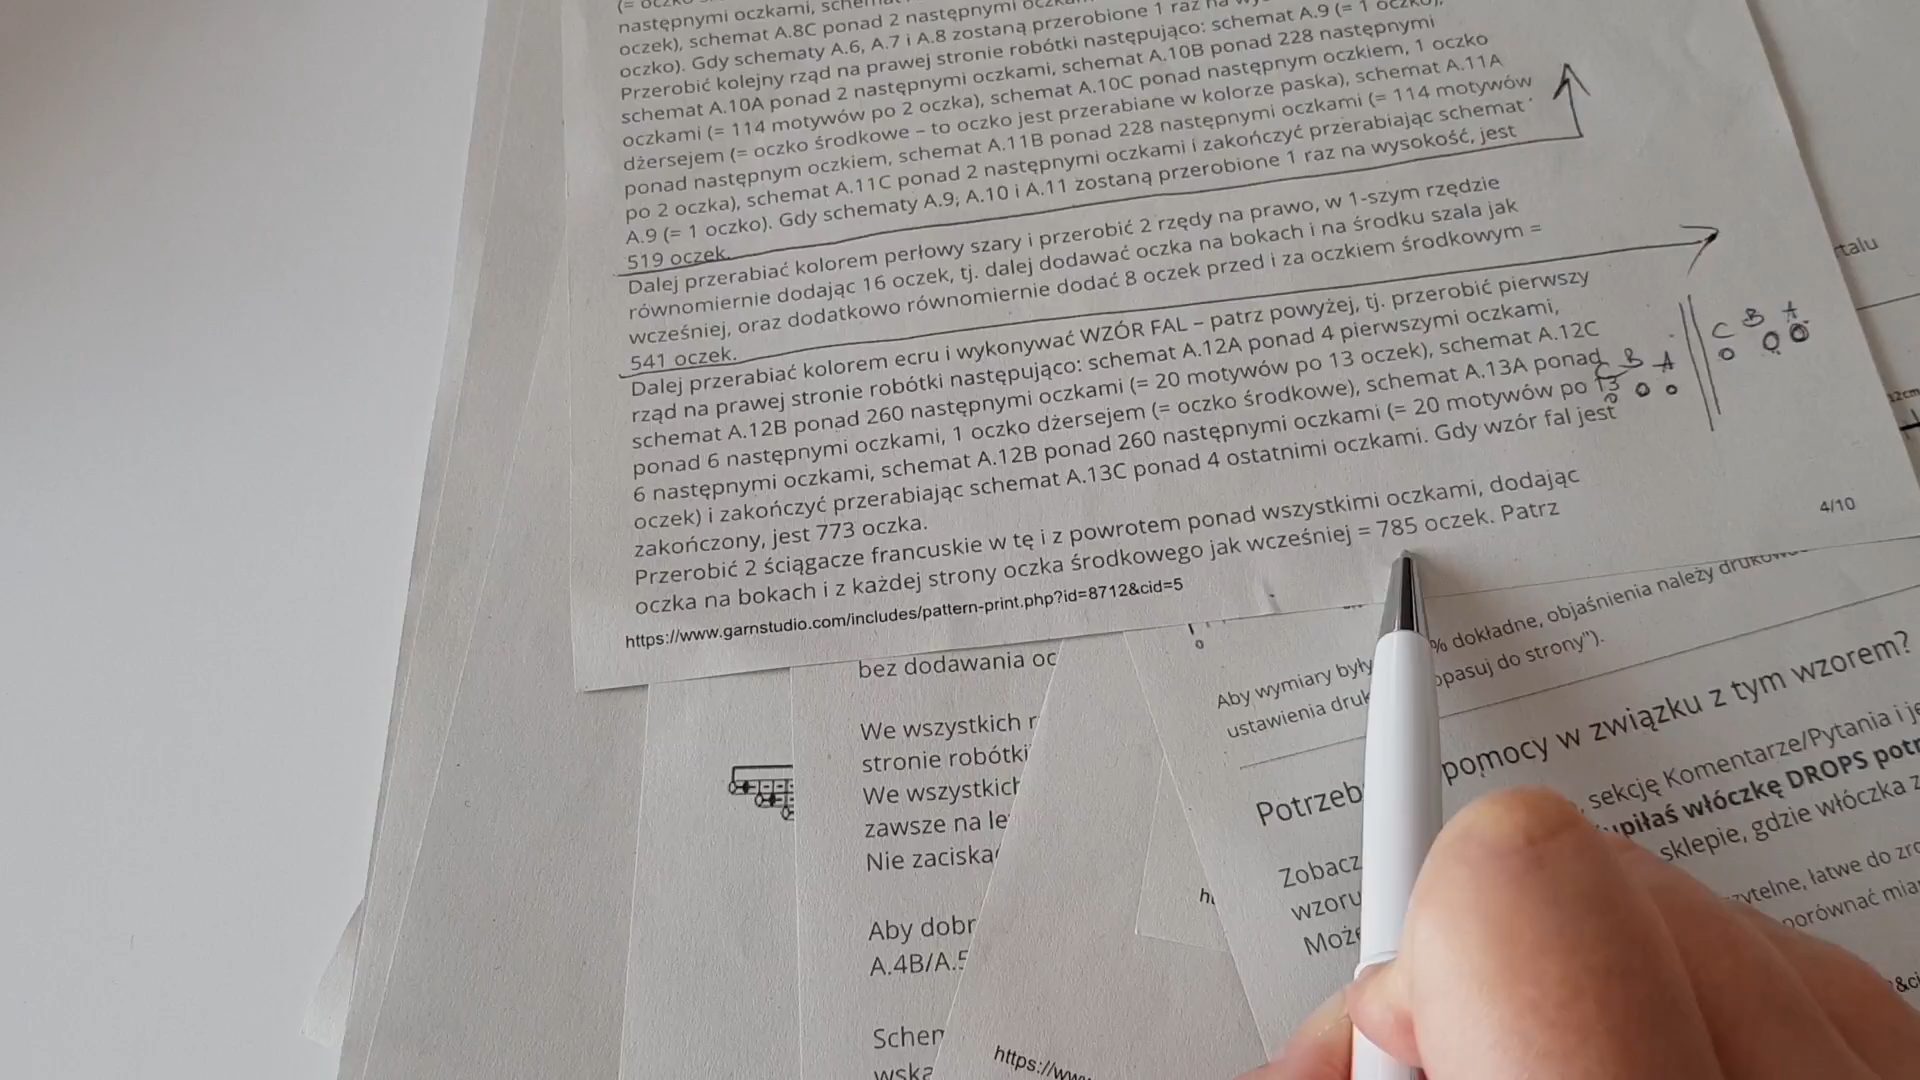 następnymi oczkami,
oczek), schemat A.8C ponad 2 następnymi
oczko). Gdy schematy A.6, A.7 i A.8 zostaną przerobione 1 raz na
Przerobić kolejny rząd na prawej stronie robótki następująco: schemat A.9 (= 1 oczko),
schemat A.10A ponad 2 następnymi oczkami, schemat A.10B ponad 228 następnymi
oczkami (= 114 motywów po 2 oczka), schemat A.10C ponad następnym oczkiem, 1 oczko
dżersejem (= oczko środkowe – to oczko jest przerabiane w kolorze paska), schemat A.11A
ponad następnym oczkiem, schemat A.11B ponad 228 następnymi oczkami (= 114 motywów
po 2 oczka), schemat A.11C ponad 2 następnymi oczkami i zakończyć przerabiając schemat
A.9 (= 1 oczko). Gdy schematy A.9, A.10 i A.11 zostaną przerobione 1 raz na wysokość, jest
519 oczek.
Dalej przerabiać kolorem perłowy szary i przerobić 2 rzędy na prawo, w 1-szym rzędzie
równomiernie dodając 16 oczek, tj. dalej dodawać oczka na bokach i na środku szala jak
wcześniej, oraz dodatkowo równomiernie dodać 8 oczek przed i za oczkiem środkowym =
541 oczek.
Dalej przerabiać kolorem ecru i wykonywać WZÓR FAL – patrz powyżej, tj. przerobić pierwszy
rząd na prawej stronie robótki następująco: schemat A.12A ponad 4 pierwszymi oczkami,
schemat A.12B ponad 260 następnymi oczkami (= 20 motywów po 13 oczek), schemat A.12C
ponad 6 następnymi oczkami, 1 oczko dżersejem (= oczko środkowe), schemat A.13A ponad
6 następnymi oczkami, schemat A.12B ponad 260 następnymi oczkami (= 20 motywów po 13
oczek) i zakończyć przerabiając schemat A.13C ponad 4 ostatnimi oczkami. Gdy wzór fal jest
zakończony, jest 773 oczka.
Przerobić 2 ściągacze francuskie w tę i z powrotem ponad wszystkimi oczkami, dodając
oczka na bokach i z każdej strony oczka środkowego jak wcześniej = 785 oczek. Patrz
https://www.garnstudio.com/includes/pattern-print.php?id=8712&cid=5
4/10
C B A
C B A
talu
12cm
bez dodawania oc
We wszystkich r
stronie robótki
We wszystkich
zawsze na le
Nie zaciska
Aby dobr
A.4B/A.5
Schem
wska
https://www
Aby wymiary były % dokładne, objaśnienia należy
ustawienia druk opasuj do strony").
Potrzeb pomocy w związku z tym wzorem?
Zobacz , sekcję Komentarze/Pytania i je
wzoru upiłaś włóczkę DROPS potr
Może sklepie, gdzie włóczka z
zytelne, łatwe do zro
porównać mia